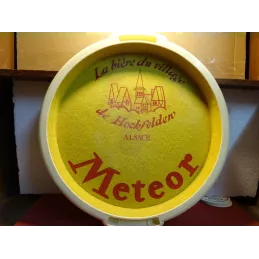 La bière du village
de Hochfelden
ALSACE
Meteor